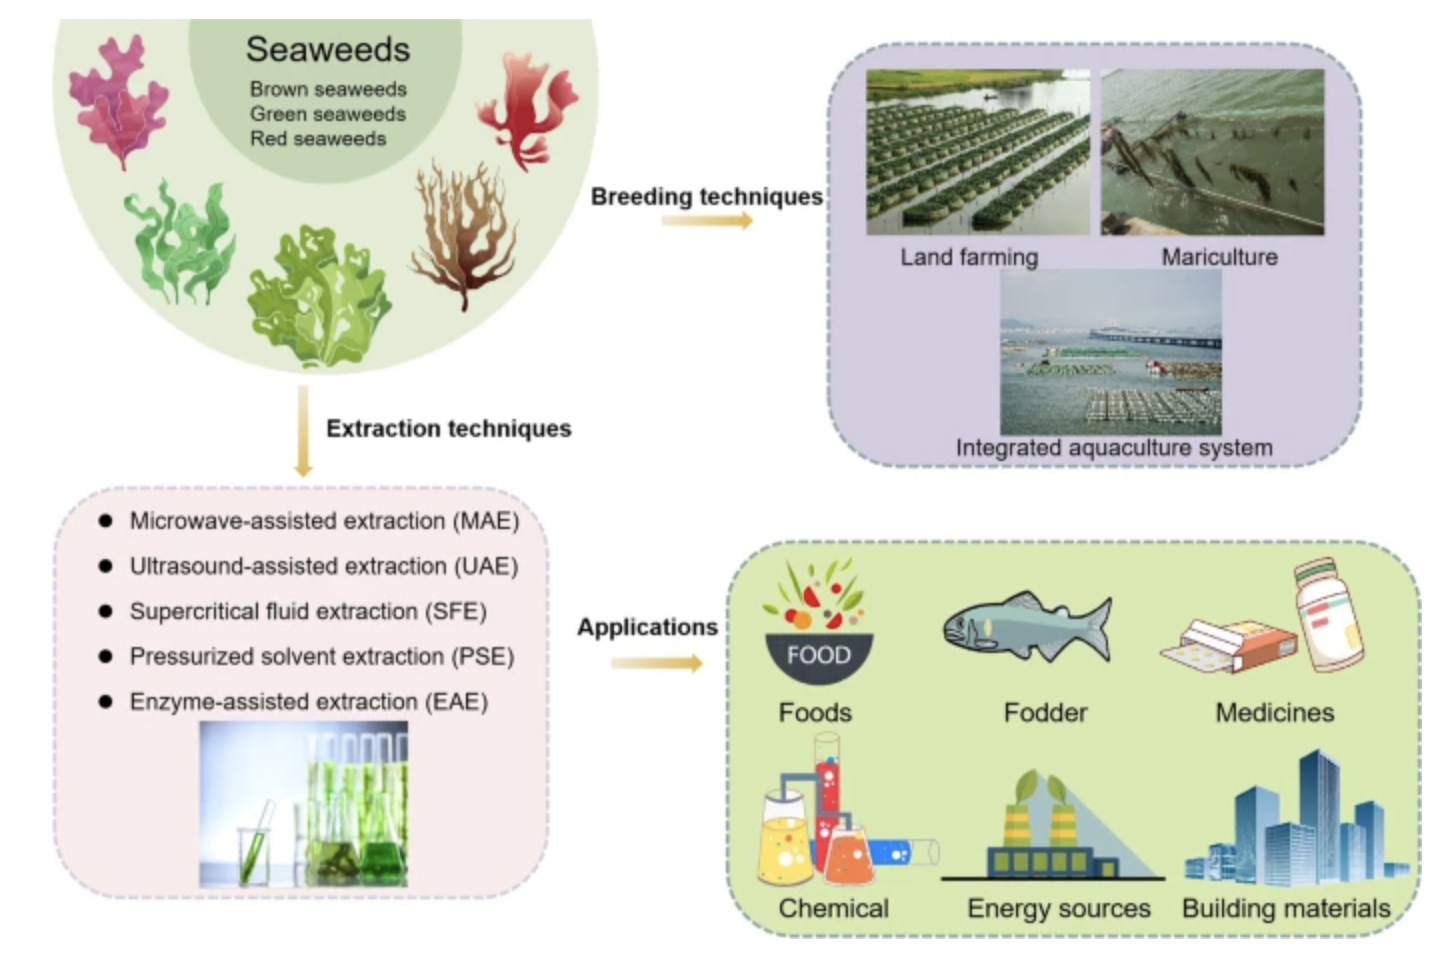 Seaweeds
Brown seaweeds
Green seaweeds
Red seaweeds
Breeding techniques
Land farming
Mariculture
Integrated aquaculture system
Extraction techniques
● Microwave-assisted extraction (MAE)
● Ultrasound-assisted extraction (UAE)
● Supercritical fluid extraction (SFE)
● Pressurized solvent extraction (PSE)
● Enzyme-assisted extraction (EAE)
Applications
FOOD
Foods
Fodder
Medicines
Chemical
Energy sources
Building materials